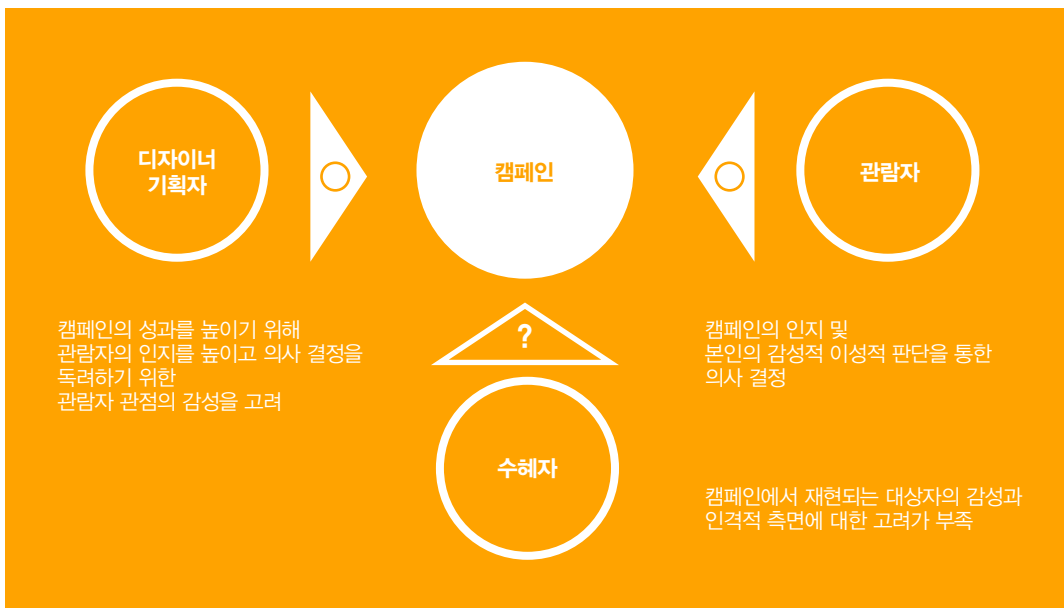 디자이너
기획자
캠페인
관람자
캠페인의 성과를 높이기 위해
관람자의 인지를 높이고 의사 결정을
독려하기 위한
관람자 관점의 감성을 고려
?
캠페인의 인지 및
본인의 감성적 이성적 판단을 통한
의사 결정
수혜자
캠페인에서 재현되는 대상자의 감성과
인격적 측면에 대한 고려가 부족